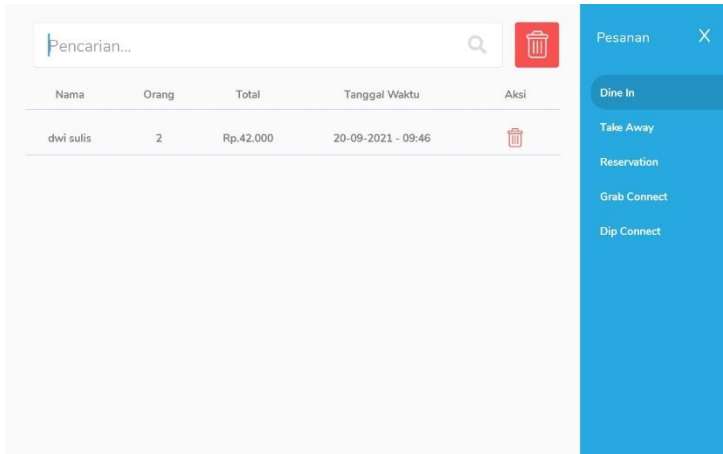 Pencarian...
Nama Orang Total Tanggal Waktu Aksi
dwi sulis 2 Rp.42.000 20-09-2021 - 09:46
Pesanan X
Dine In
Take Away
Reservation
Grab Connect
Dip Connect